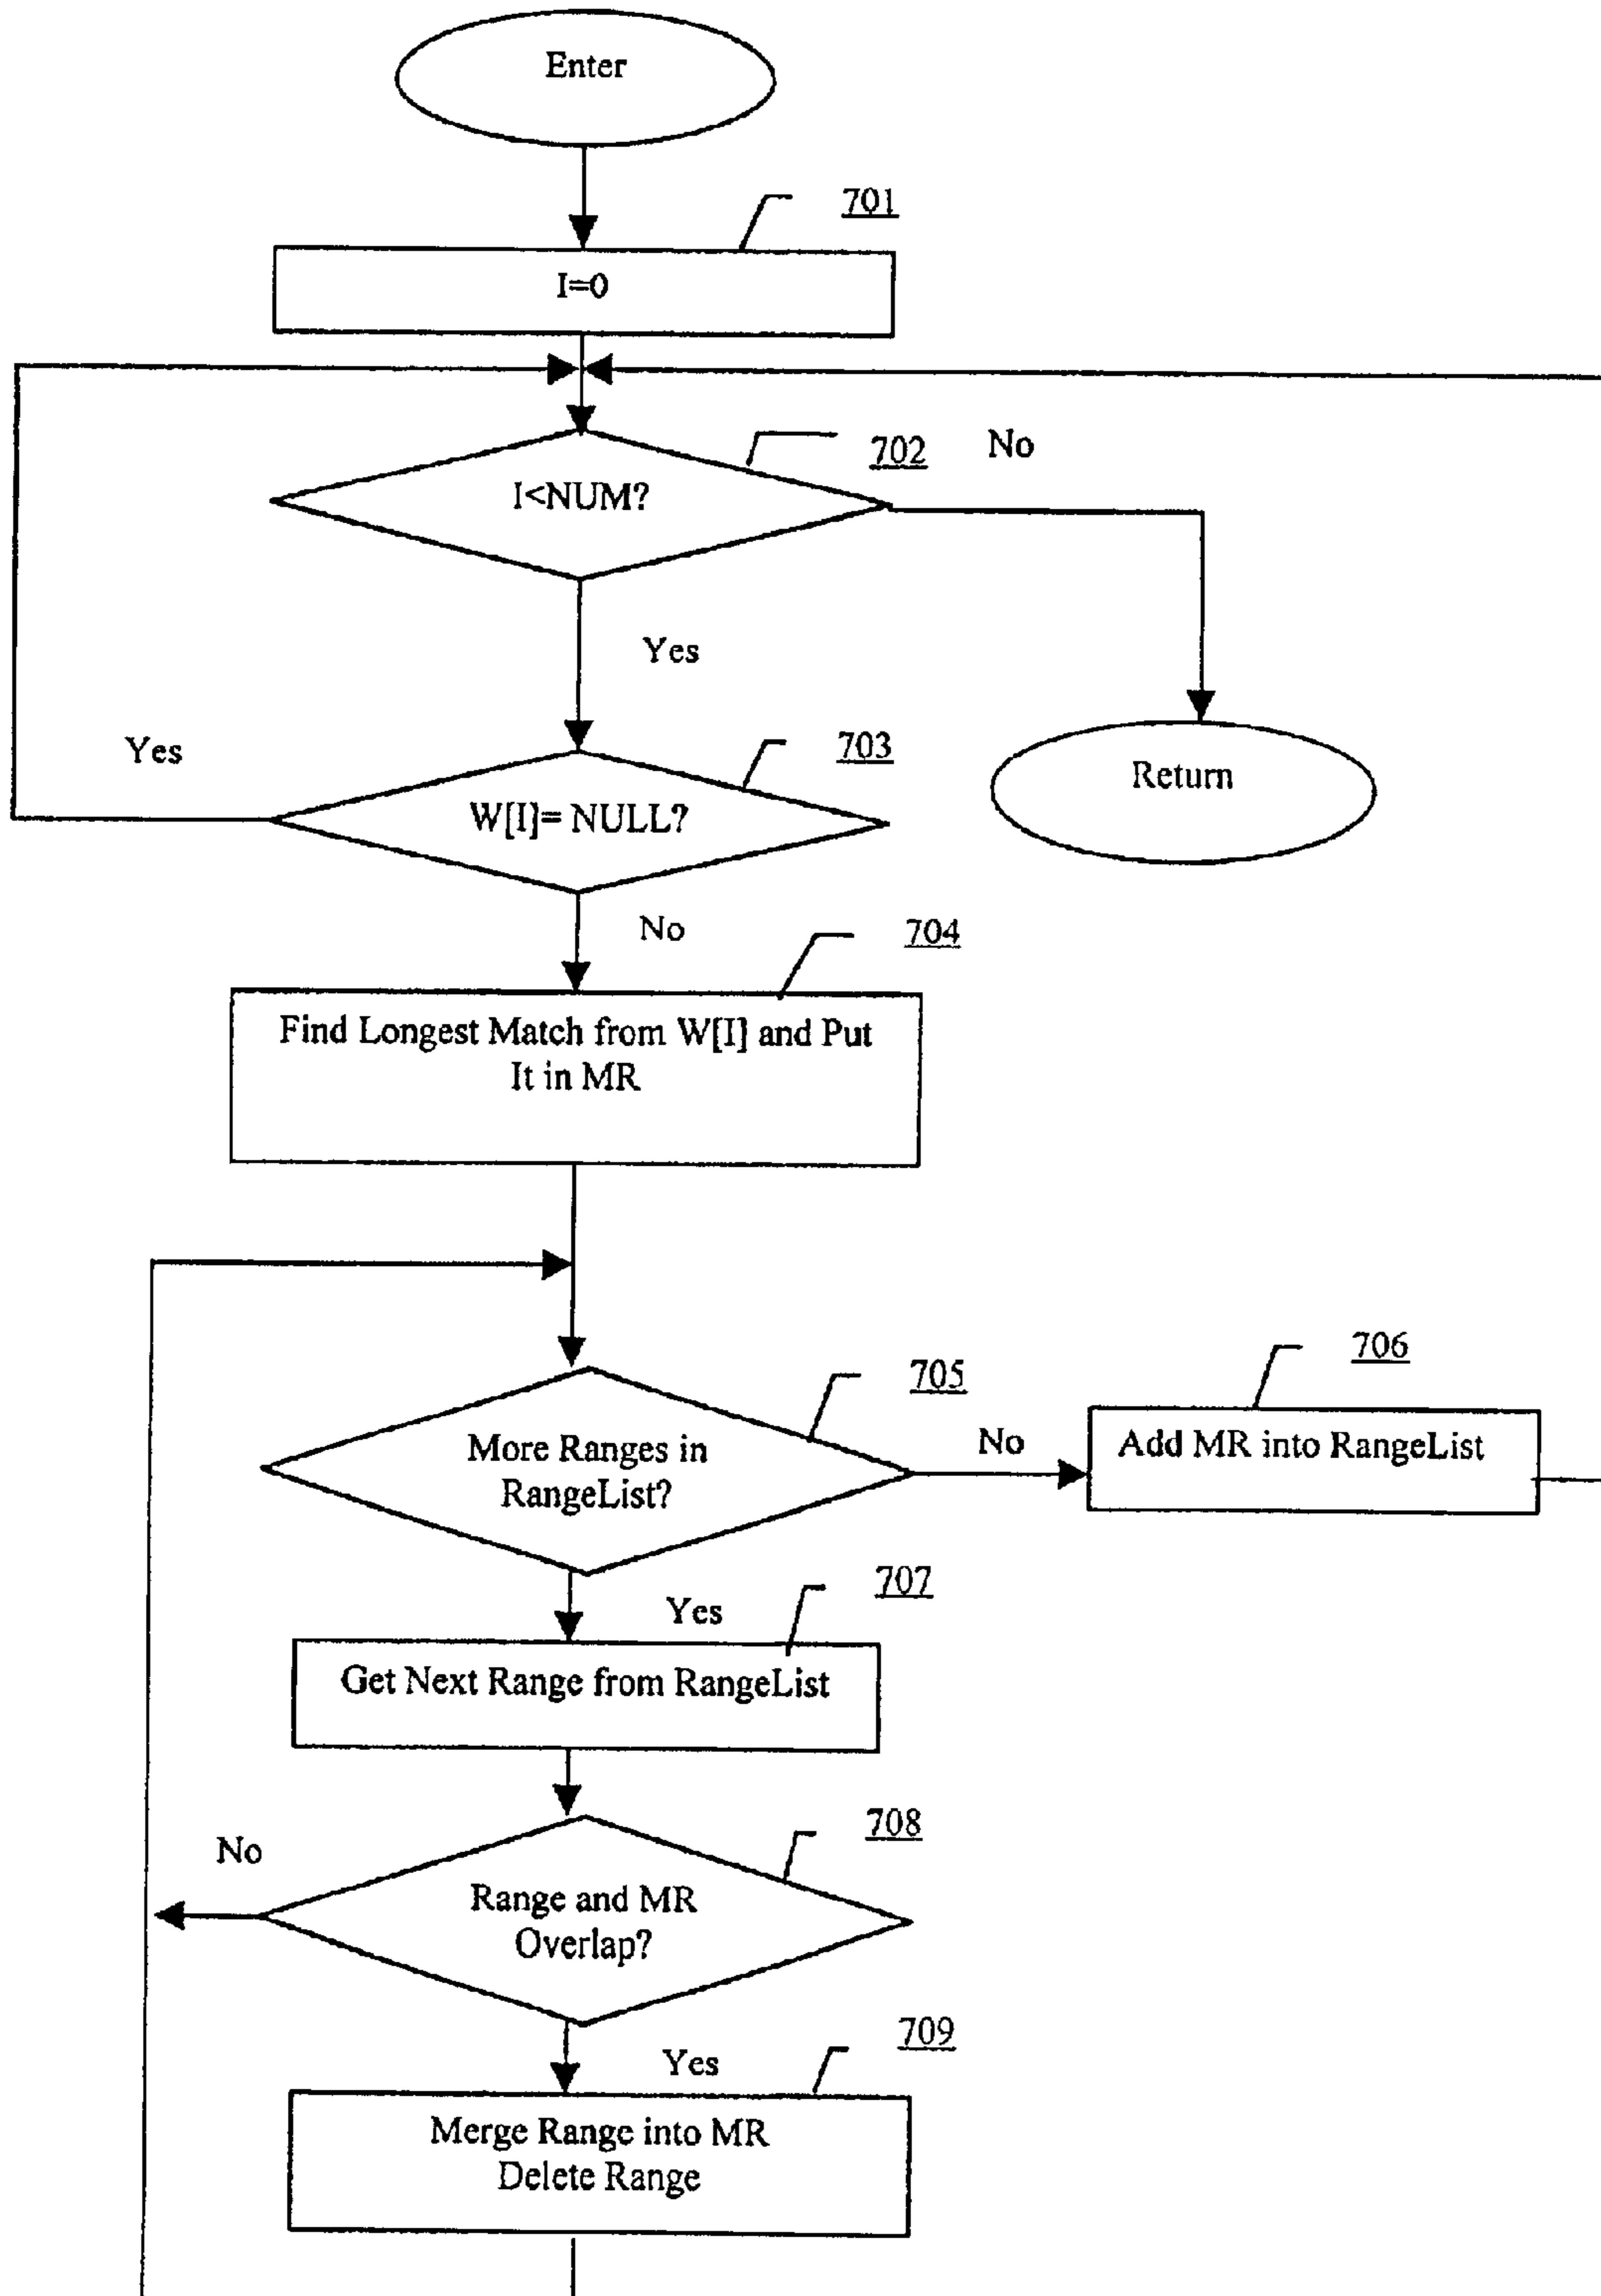 Enter
701
I=0
702
No
I<NUM?
Yes
Yes
703
W[I]= NULL?
Return
No
704
Find Longest Match from W[I] and Put
It in MR
705
706
More Ranges in
RangeList?
No
Add MR into RangeList
707
Yes
Get Next Range from RangeList
708
No
Range and MR
Overlap?
709
Yes
Merge Range into MR
Delete Range